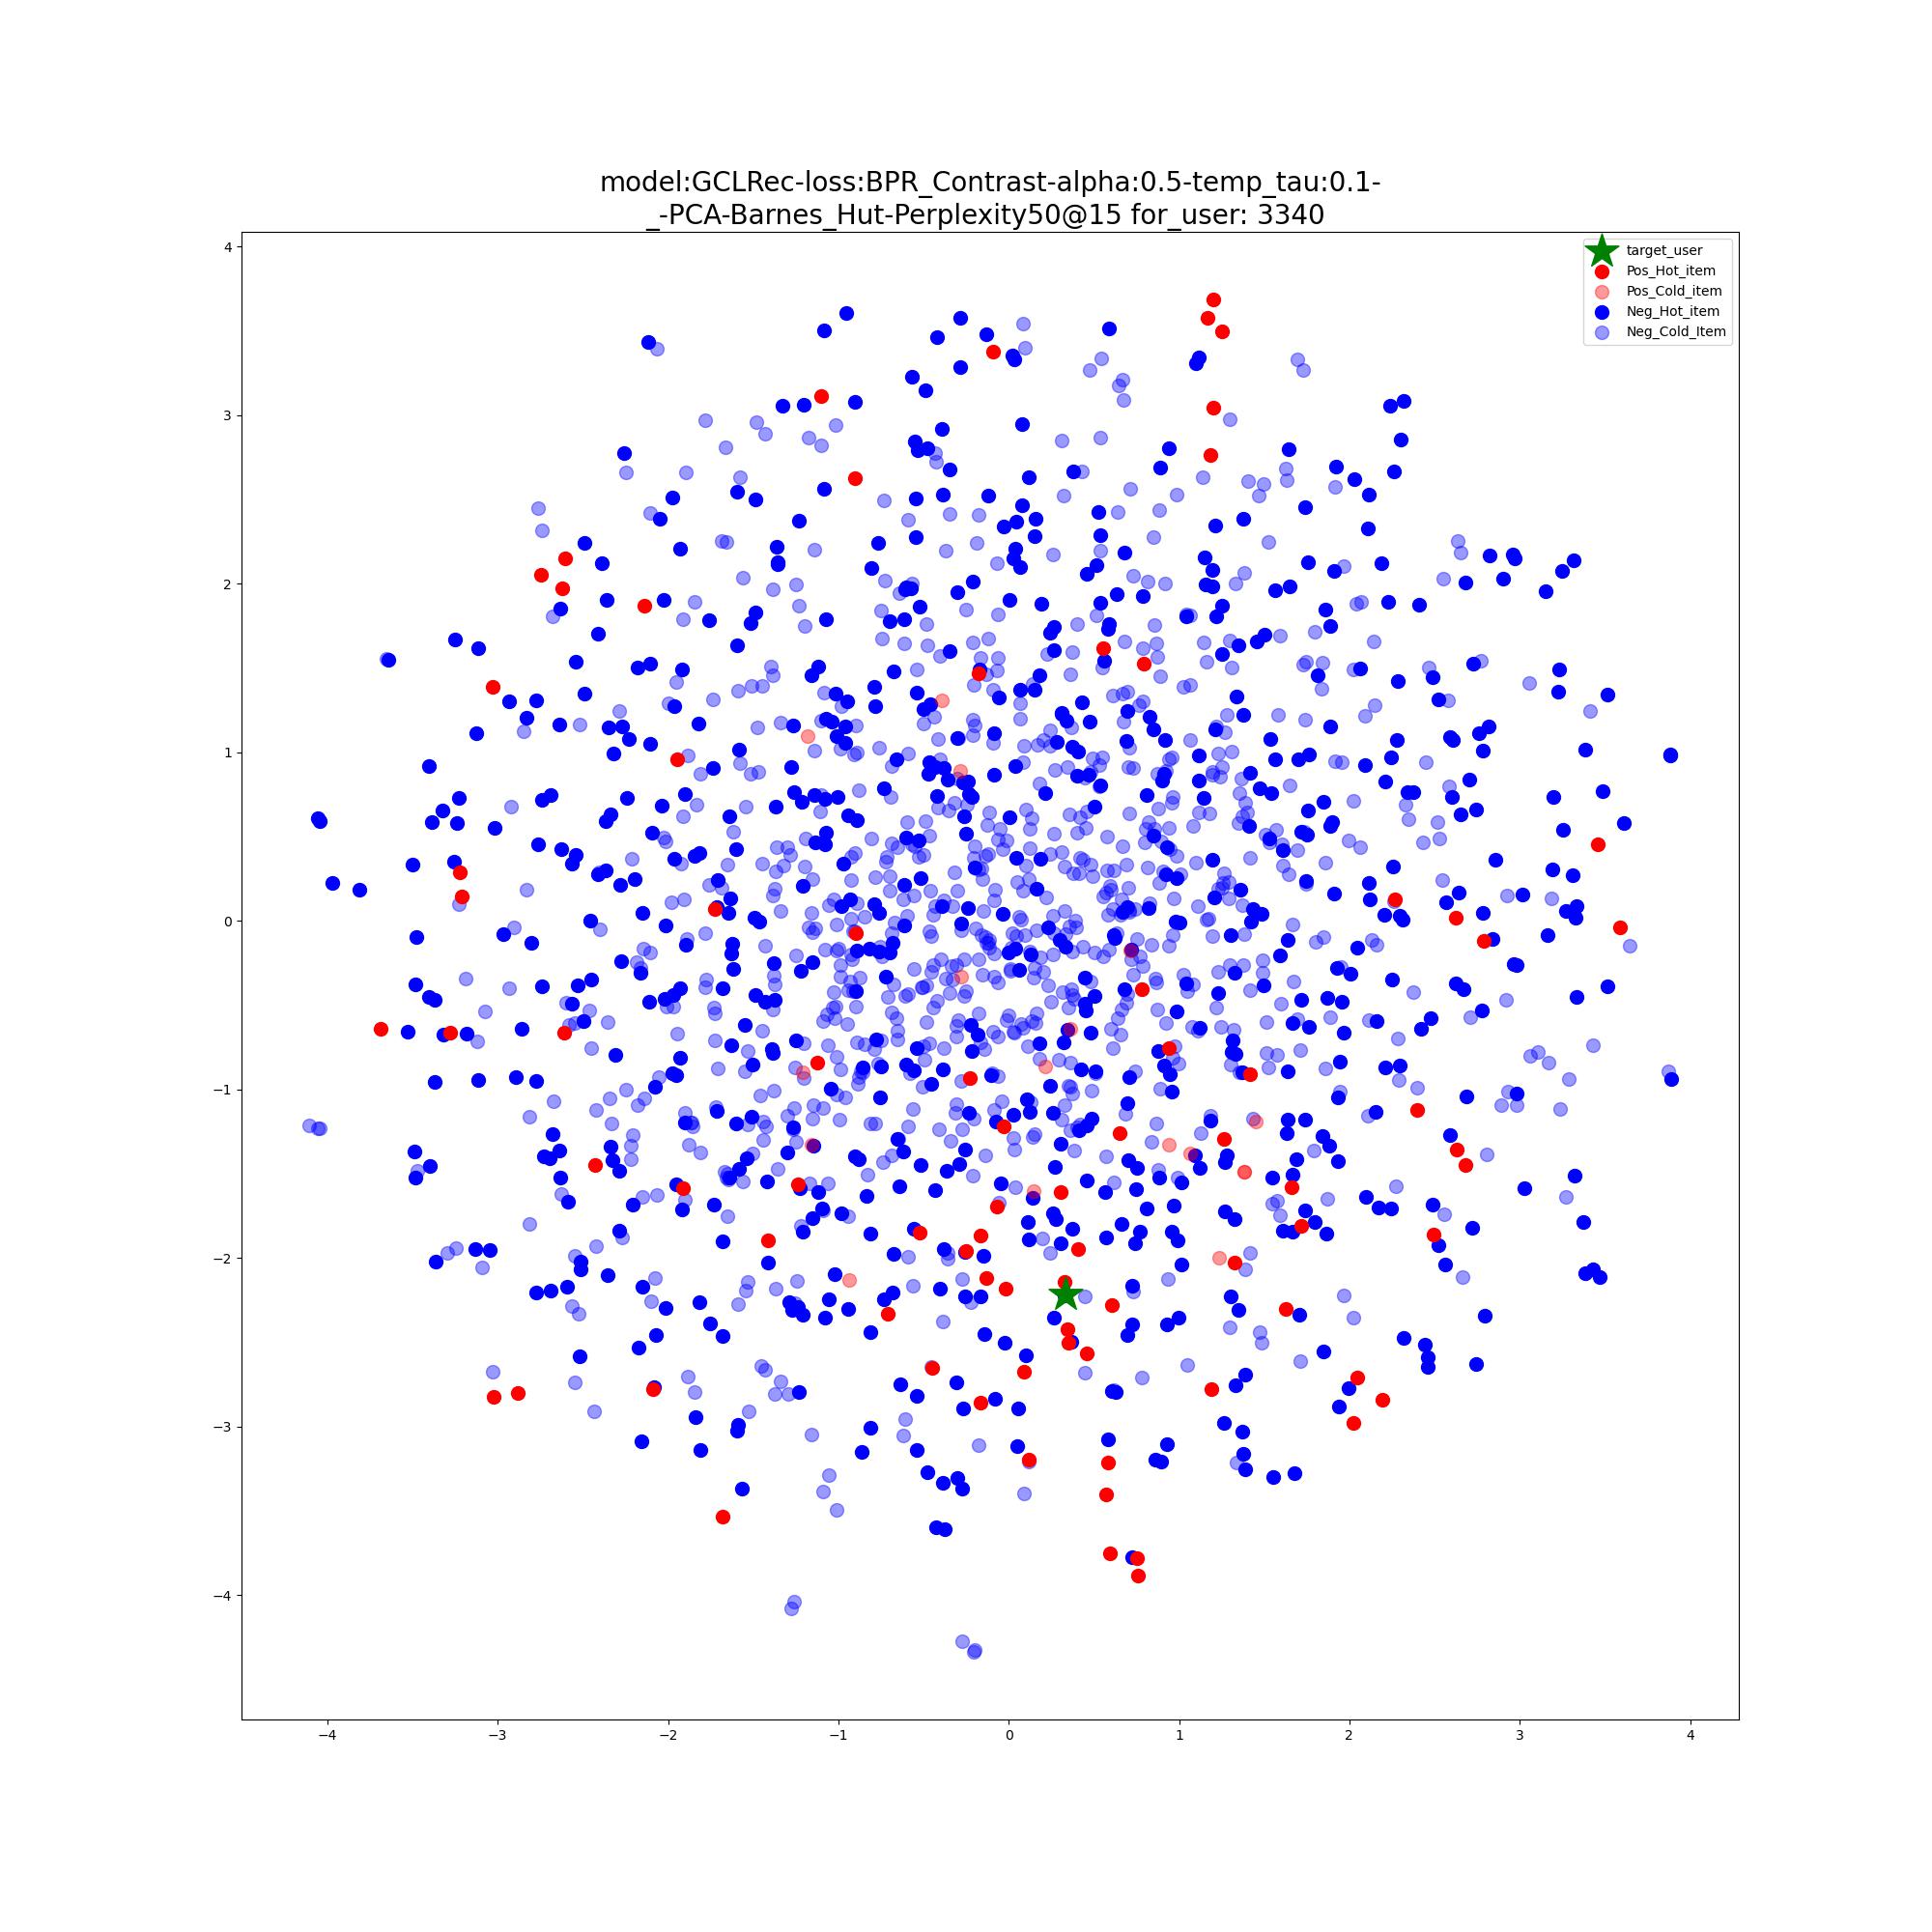 model:GCLRec-loss:BPR_Contrast-alpha:0.5-temp_tau:0.1-
_-PCA-Barnes_Hut-Perplexity50@15 for_user: 3340
target_user
Pos_Hot_item
Pos_Cold_item
Neg_Hot_item
Neg_Cold_Item
4
3
2
1
0
−1
−2
−3
−4
−4 −3 −2 −1 0 1 2 3 4